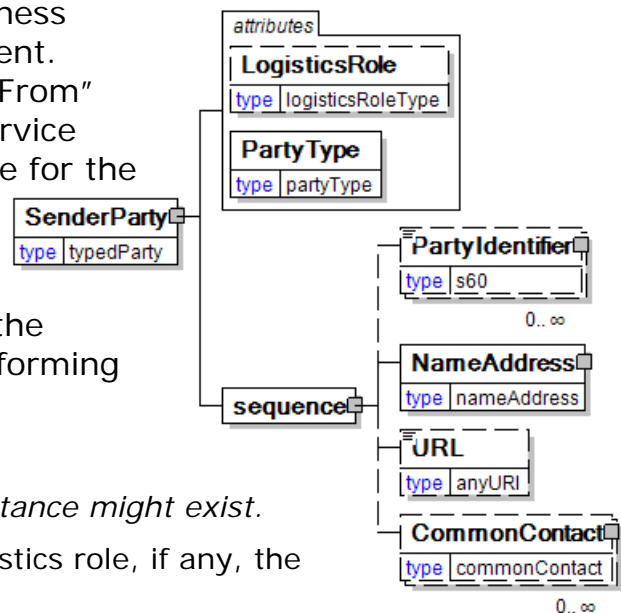 ness
ent.
From"
rvice
e for the
the
forming
tance might exist.
stics role, if any, the
attributes
LogisticsRole
type logisticsRoleType
PartyType
type partyType
SenderParty
type typedParty
PartyIdentifier
type s60
0.. ∞
NameAddress
type nameAddress
sequence
URL
type anyURI
CommonContact
type commonContact
0.. ∞